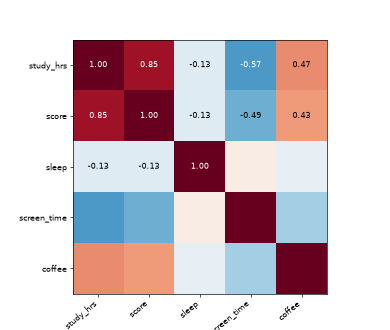 study_hrs 1.00 0.85 -0.13 -0.57 0.47
score 0.85 1.00 -0.13 -0.49 0.43
sleep -0.13 -0.13 1.00
screen_time
coffee
study_hrs score sleep creen_time coffee